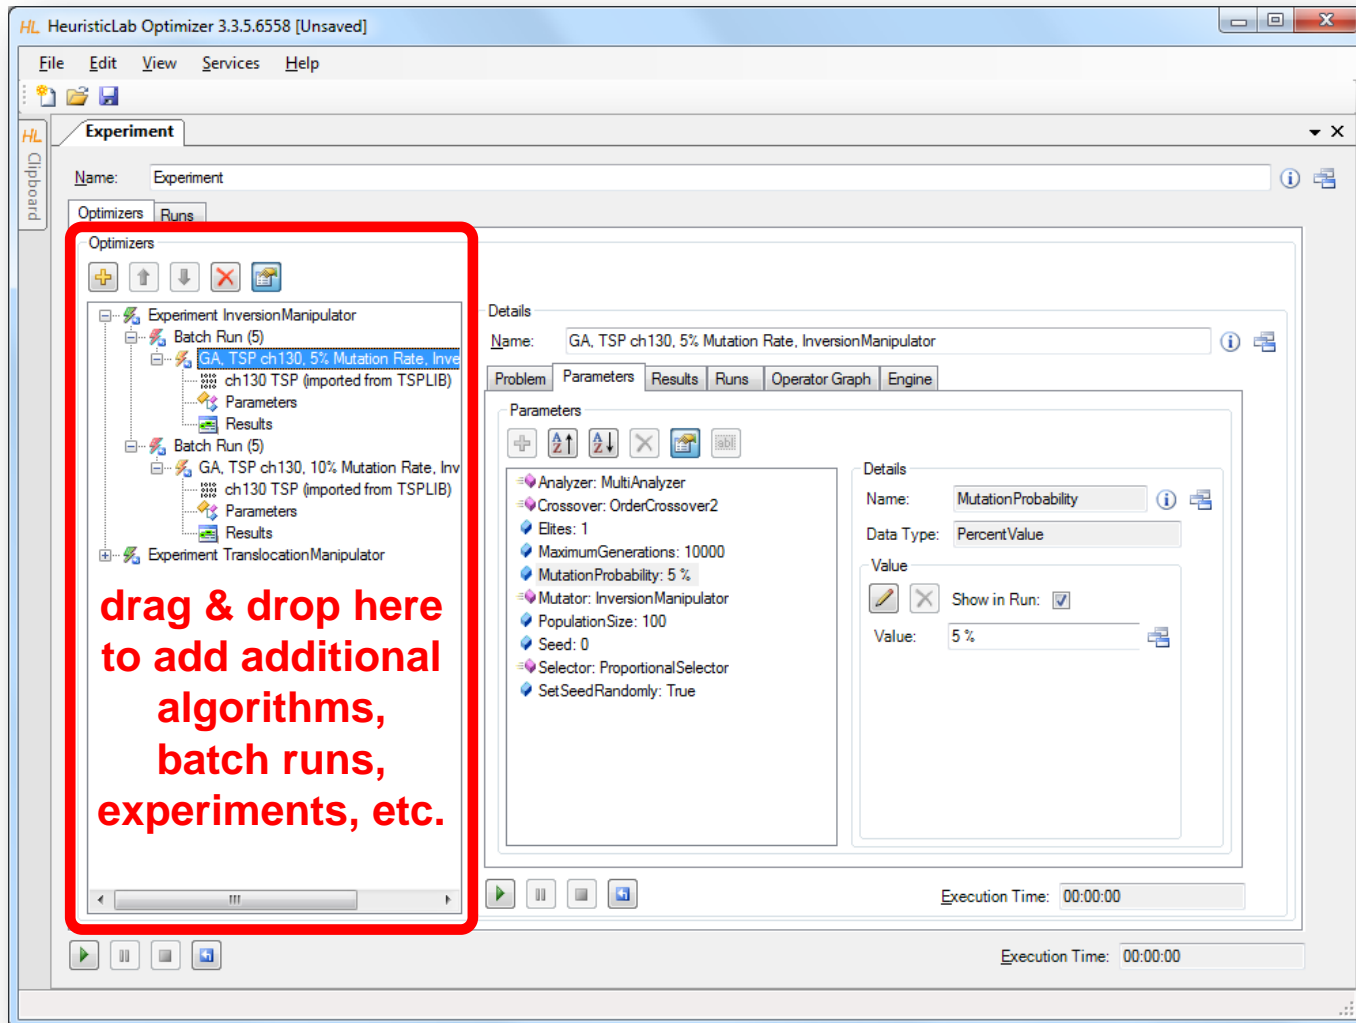 HL HeuristicLab Optimizer 3.3.5.6558 [Unsaved]
File Edit View Services Help
HL Clipboard
Experiment
Name: Experiment
Optimizers Runs
Optimizers
Experiment InversionManipulator
Batch Run (5)
GA, TSP ch130, 5% Mutation Rate, Inve
ch130 TSP (imported from TSPLIB)
Parameters
Results
Batch Run (5)
GA, TSP ch130, 10% Mutation Rate, Inv
ch130 TSP (imported from TSPLIB)
Parameters
Results
Experiment TranslocationManipulator
drag & drop here
to add additional
algorithms,
batch runs,
experiments, etc.
Details
Name: GA, TSP ch130, 5% Mutation Rate, InversionManipulator
Problem Parameters Results Runs Operator Graph Engine
Parameters
Analyzer: MultiAnalyzer
Crossover: OrderCrossover2
Elites: 1
MaximumGenerations: 10000
MutationProbability: 5 %
Mutator: InversionManipulator
PopulationSize: 100
Seed: 0
Selector: ProportionalSelector
SetSeedRandomly: True
Details
Name: MutationProbability
Data Type: PercentValue
Value
Show in Run:
Value: 5 %
Execution Time: 00:00:00
Execution Time: 00:00:00